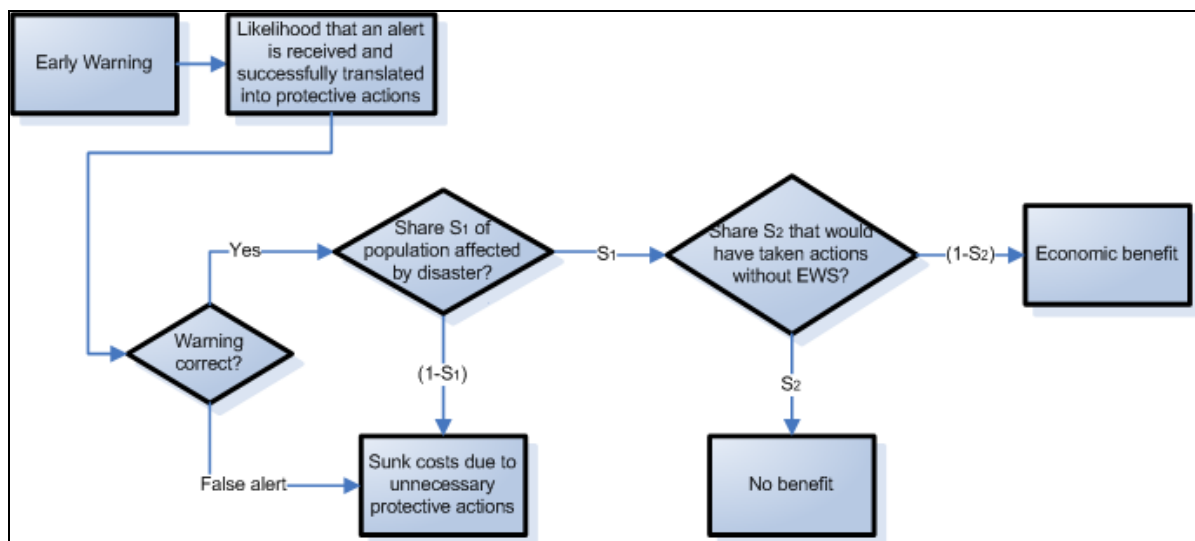 Early Warning
Likelihood that an alert
is received and
successfully translated
into protective actions
Share S1 of
population affected
by disaster?
Share S2 that would
have taken actions
without EWS?
Yes
S1
(1-S2)
Economic benefit
Warning
correct?
(1-S1)
S2
False alert
Sunk costs due to
unnecessary
protective actions
No benefit